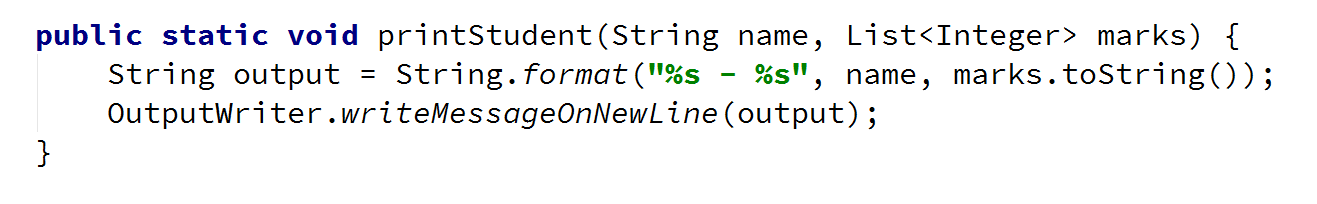 public static void printStudent(String name, List<Integer> marks) {
    String output = String.format("%s – %s", name, marks.toString());
    OutputWriter.writeMessageOnNewLine(output);
}